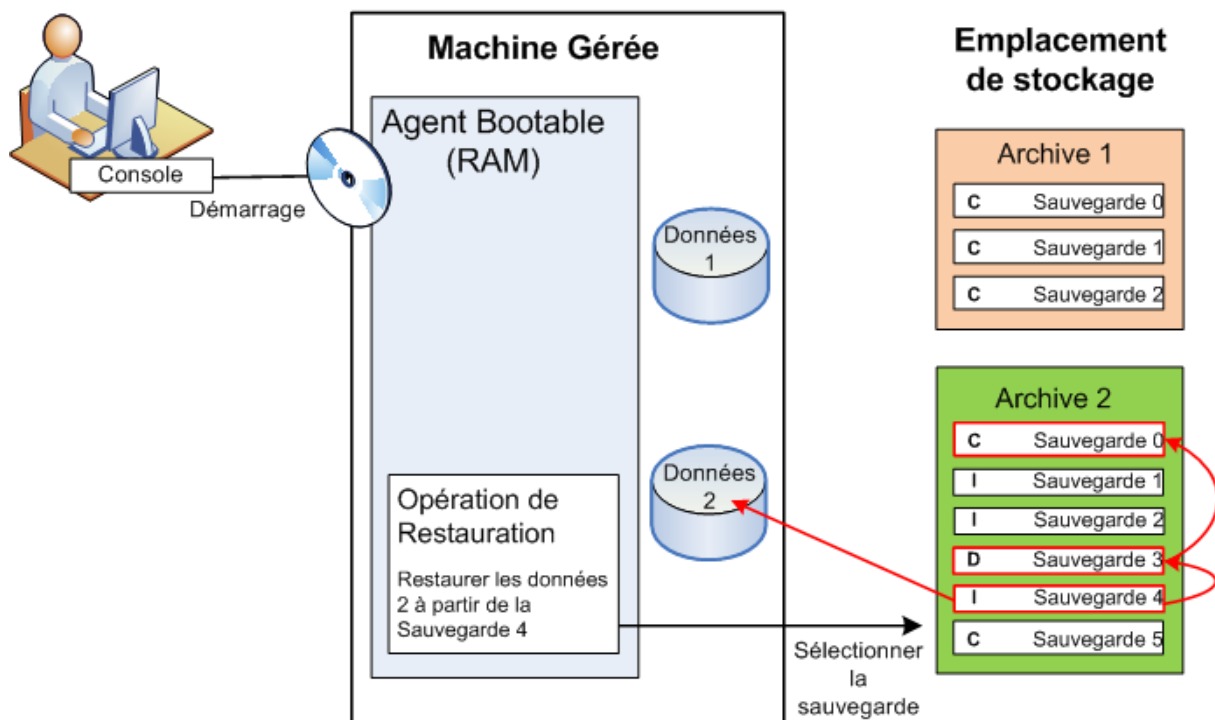 Machine Gérée
Emplacement
de stockage
Console
Démarrage
Agent Bootable
(RAM)
Données
1
Données
2
Opération de
Restauration
Restaurer les données
2 à partir de la
Sauvegarde 4
Sélectionner
la
sauvegarde
Archive 1
C Sauvegarde 0
C Sauvegarde 1
C Sauvegarde 2
Archive 2
C Sauvegarde 0
I Sauvegarde 1
I Sauvegarde 2
D Sauvegarde 3
I Sauvegarde 4
C Sauvegarde 5